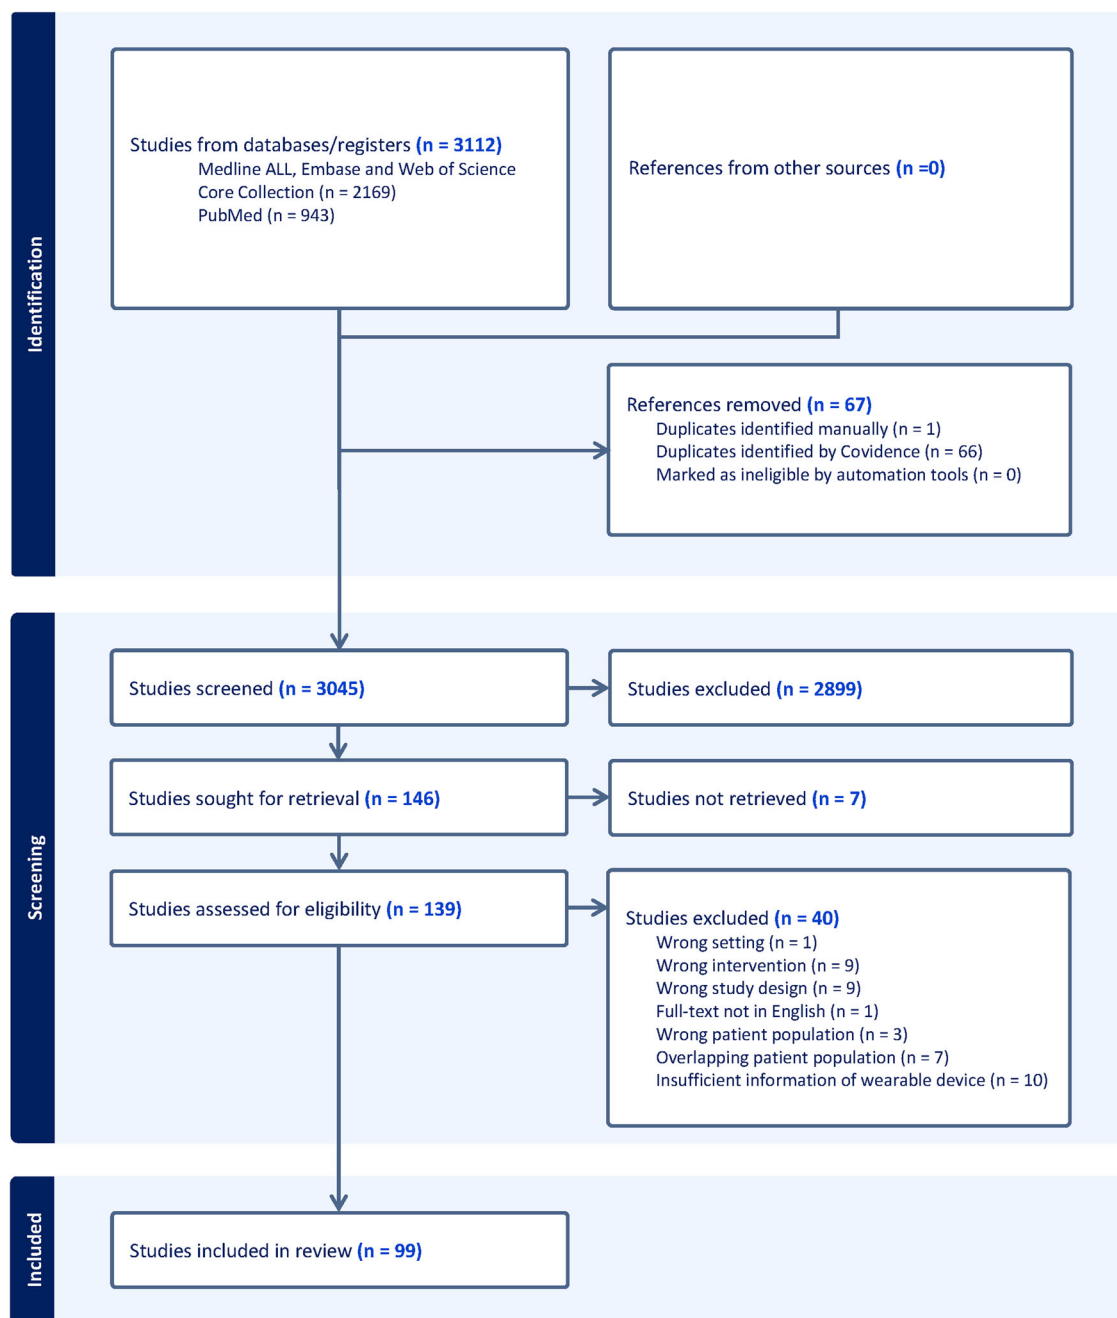 Identification
Studies from databases/registers (n = 3112)
Medline ALL, Embase and Web of Science
Core Collection (n = 2169)
PubMed (n = 943)
References from other sources (n =0)
References removed (n = 67)
Duplicates identified manually (n = 1)
Duplicates identified by Covidence (n = 66)
Marked as ineligible by automation tools (n = 0)
Screening
Studies screened (n = 3045)
Studies excluded (n = 2899)
Studies sought for retrieval (n = 146)
Studies not retrieved (n = 7)
Studies assessed for eligibility (n = 139)
Studies excluded (n = 40)
Wrong setting (n = 1)
Wrong intervention (n = 9)
Wrong study design (n = 9)
Full-text not in English (n = 1)
Wrong patient population (n = 3)
Overlapping patient population (n = 7)
Insufficient information of wearable device (n = 10)
Included
Studies included in review (n = 99)